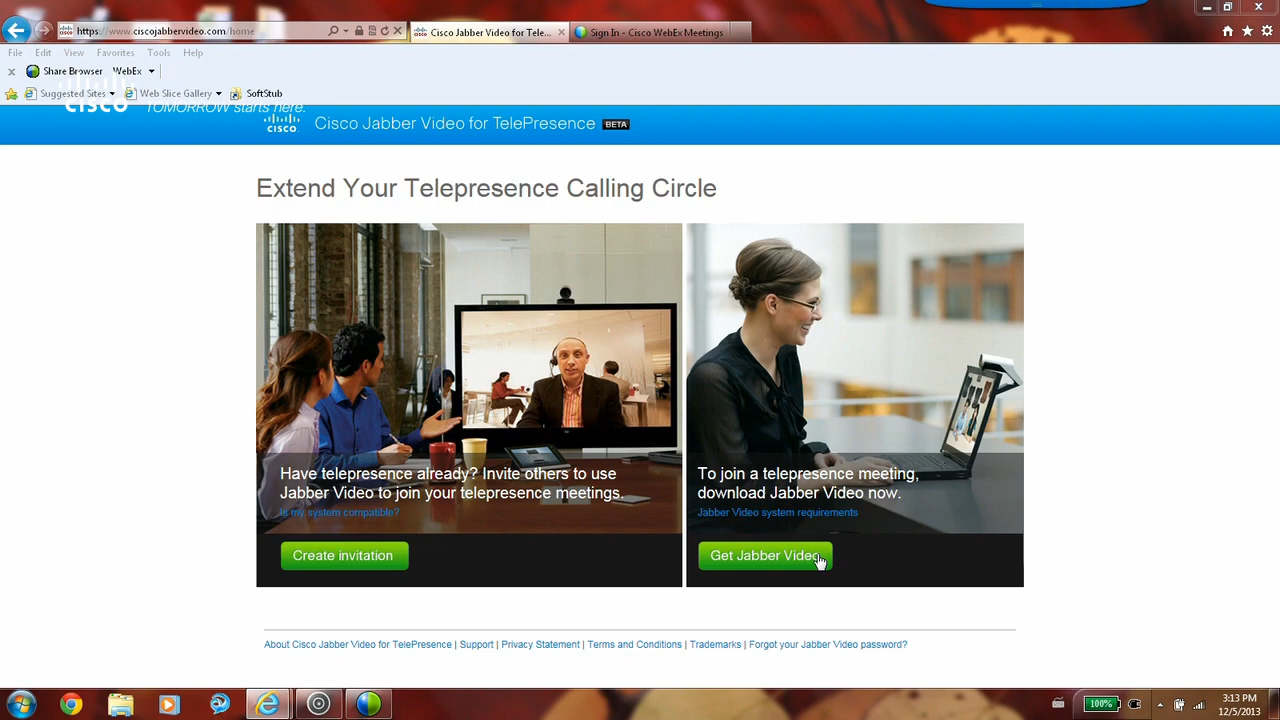 https://www.ciscojabbervideo.com/home
Cisco Jabber Video for Tele...
Sign In - Cisco WebEx Meetings
File Edit View Favorites Tools Help
Share Browser WebEx
Suggested Sites Web Slice Gallery SoftStub
CISCO TOMORROW starts here.
CISCO Cisco Jabber Video for TelePresence BETA
Extend Your Telepresence Calling Circle
Have telepresence already? Invite others to use
Jabber Video to join your telepresence meetings.
Is my system compatible?
Create invitation
To join a telepresence meeting,
download Jabber Video now.
Jabber Video system requirements
Get Jabber Video
About Cisco Jabber Video for TelePresence | Support | Privacy Statement | Terms and Conditions | Trademarks | Forgot your Jabber Video password?
100%
3:13 PM
12/5/2013